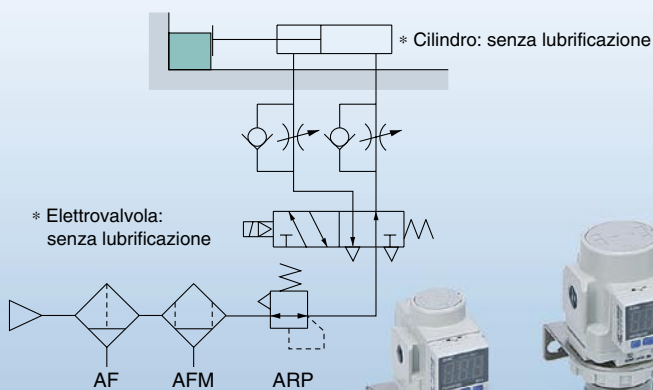 * Cilindro: senza lubrificazione
* Elettrovalvola:
senza lubrificazione
AF AFM ARP